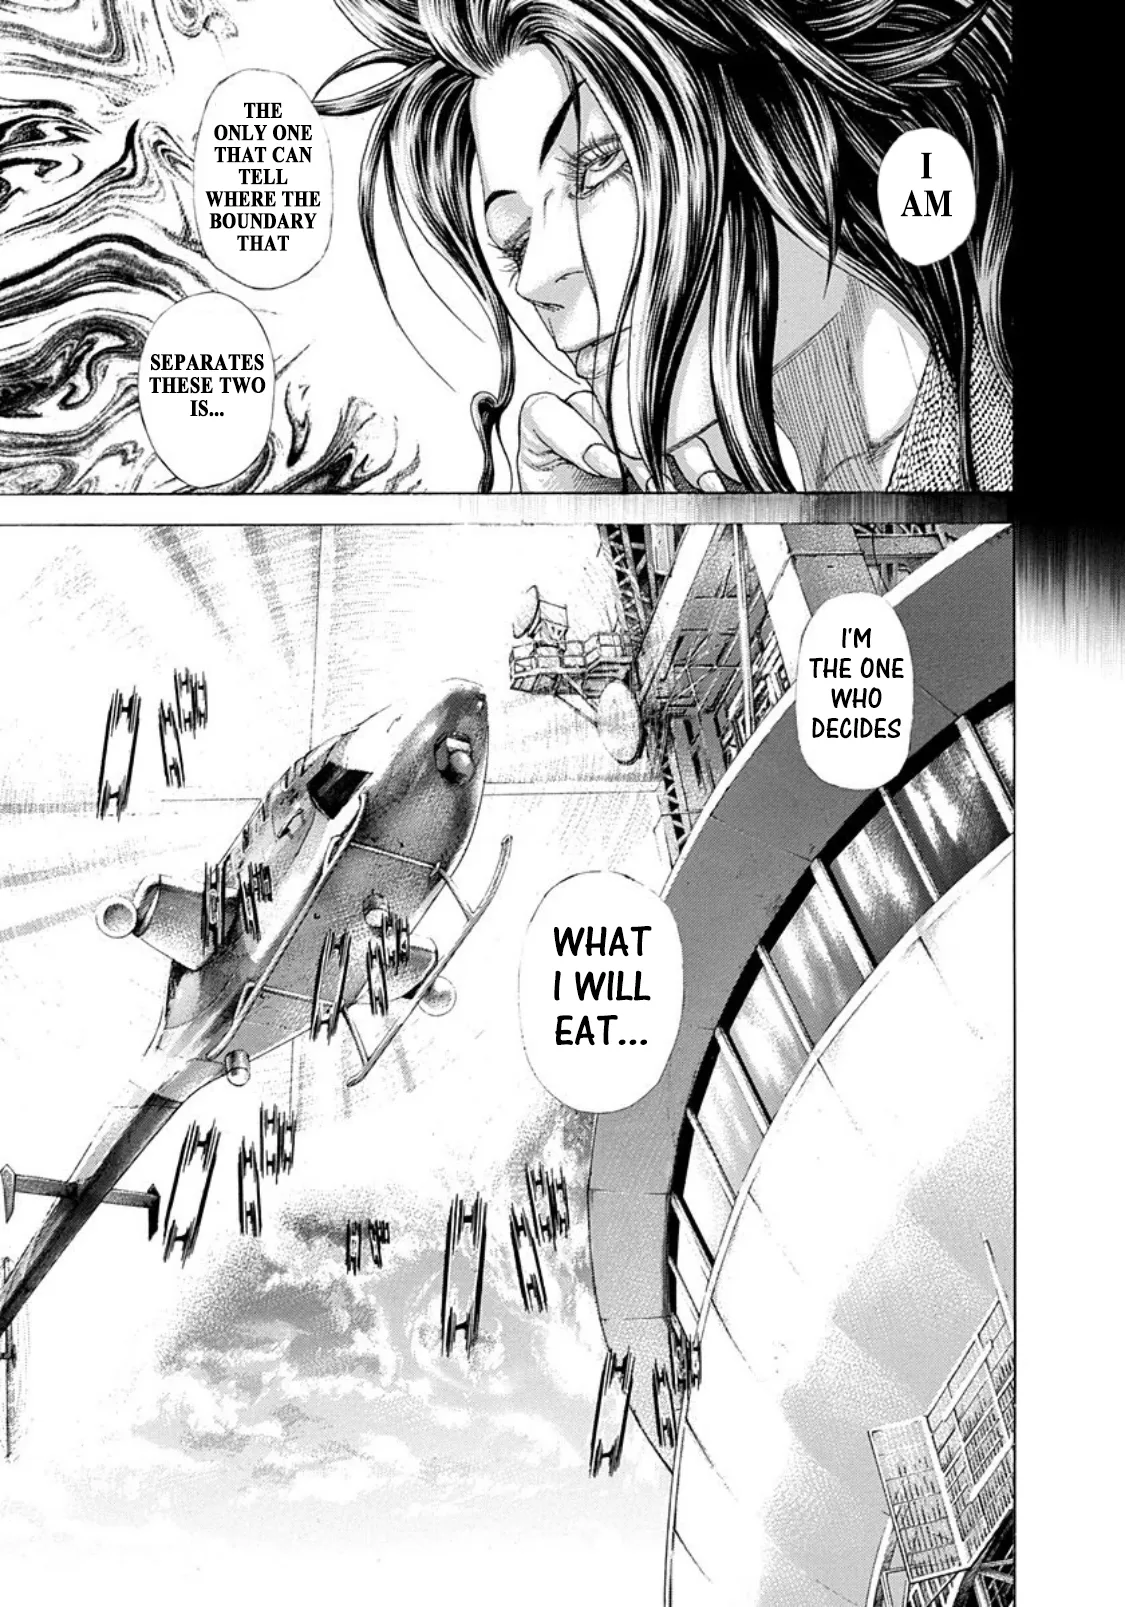 I
AM
THE
ONLY ONE
THAT CAN
TELL
WHERE THE
BOUNDARY
THAT
SEPARATES
THESE TWO
IS...
I'M
THE ONE
WHO
DECIDES
WHAT
I WILL
EAT...